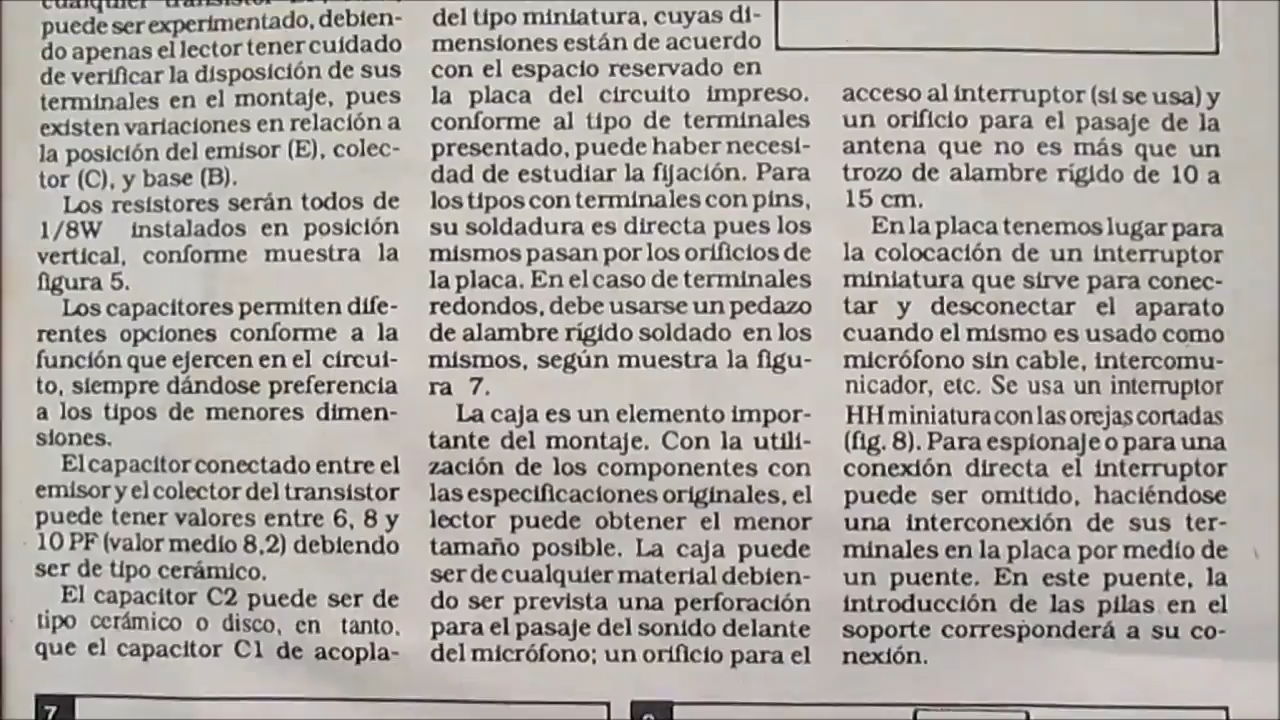 cualquier transistor
puede ser experimentado, debien-
do apenas el lector tener cuidado
de verificar la disposición de sus
terminales en el montaje, pues
existen variaciones en relación a
la posición del emisor (E), colec-
tor (C), y base (B).
Los resistores serán todos de
1/8W instalados en posición
vertical, conforme muestra la
figura 5.
Los capacitores permiten dife-
rentes opciones conforme a la
función que ejercen en el circui-
to, siempre dándose preferencia
a los tipos de menores dimen-
siones.
El capacitor conectado entre el
emisor y el colector del transistor
puede tener valores entre 6, 8 y
10 PF (valor medio 8,2) debiendo
ser de tipo cerámico.
El capacitor C2 puede ser de
tipo cerámico o disco, en tanto,
que el capacitor C1 de acopla-
del tipo miniatura, cuyas di-
mensiones están de acuerdo
con el espacio reservado en
la placa del circuito impreso.
conforme al tipo de terminales
presentado, puede haber necesi-
dad de estudiar la fijación. Para
los tipos con terminales con pins,
su soldadura es directa pues los
mismos pasan por los orificios de
la placa. En el caso de terminales
redondos, debe usarse un pedazo
de alambre rígido soldado en los
mismos, según muestra la figu-
ra 7.
La caja es un elemento impor-
tante del montaje. Con la utili-
zación de los componentes con
las especificaciones originales, el
lector puede obtener el menor
tamaño posible. La caja puede
ser de cualquier material debien-
do ser prevista una perforación
para el pasaje del sonido delante
del micrófono; un orificio para el
acceso al interruptor (si se usa) y
un orificio para el pasaje de la
antena que no es más que un
trozo de alambre rígido de 10 a
15 cm.
En la placa tenemos lugar para
la colocación de un interruptor
miniatura que sirve para conec-
tar y desconectar el aparato
cuando el mismo es usado como
micrófono sin cable, intercomu-
nicador, etc. Se usa un interruptor
HH miniatura con las orejas cortadas
(fig. 8). Para espionaje o para una
conexión directa el interruptor
puede ser omitido, haciéndose
una interconexión de sus ter-
minales en la placa por medio de
un puente. En este puente, la
introducción de las pilas en el
soporte corresponderá a su co-
nexión.
7